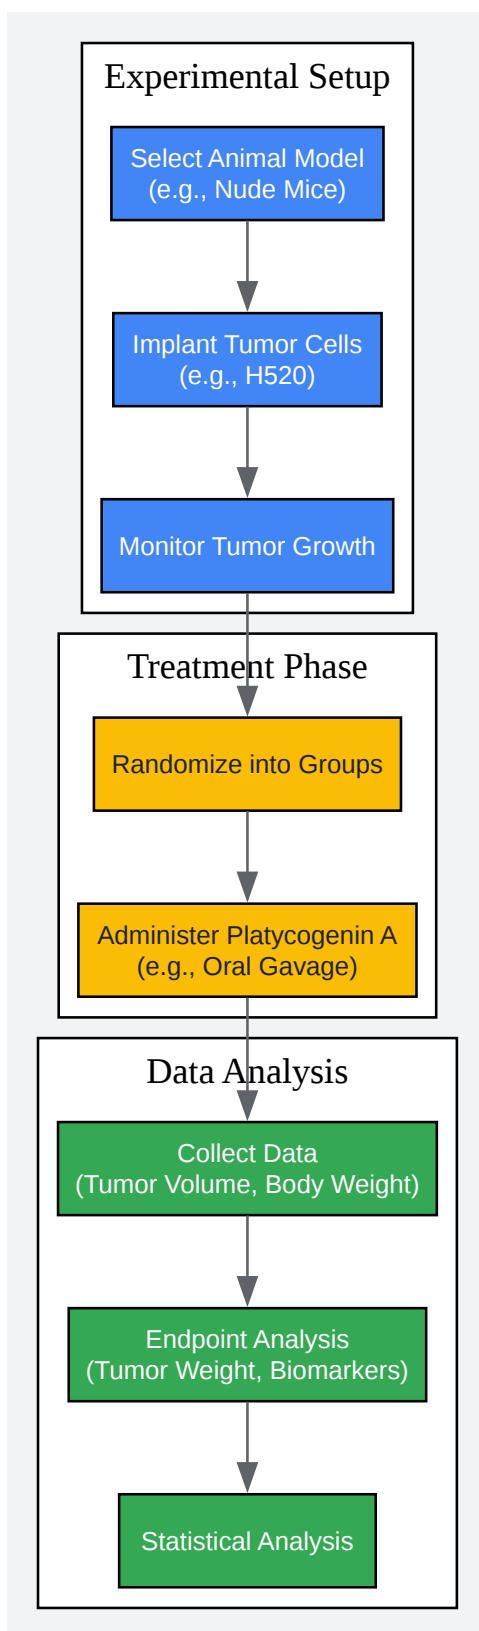 Experimental Setup
Select Animal Model
(e.g., Nude Mice)
Implant Tumor Cells
(e.g., H520)
Monitor Tumor Growth
Treatment Phase
Randomize into Groups
Administer Platycogenin A
(e.g., Oral Gavage)
Data Analysis
Collect Data
(Tumor Volume, Body Weight)
Endpoint Analysis
(Tumor Weight, Biomarkers)
Statistical Analysis